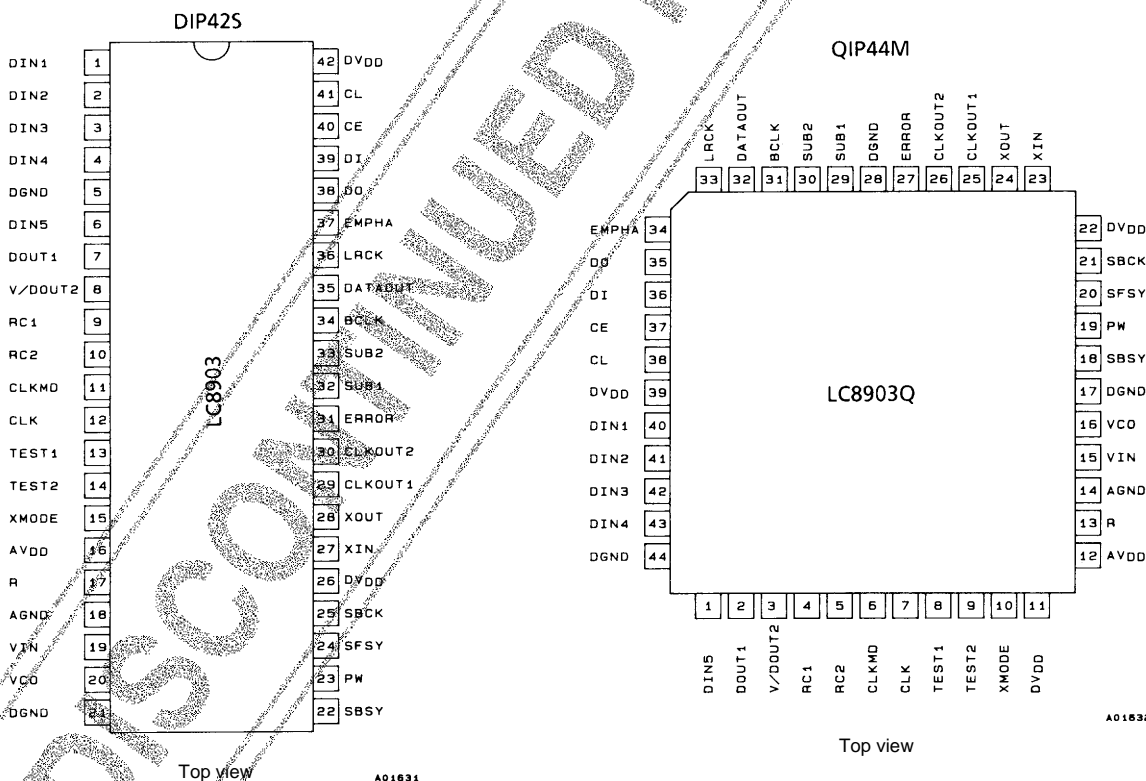 DIP42S
DIN1 1
DIN2 2
DIN3 3
DIN4 4
DGND 5
DIN5 6
DOUT1 7
V/DOUT2 8
RC1 9
RC2 10
CLKMD 11
CLK 12
TEST1 13
TEST2 14
XMODE 15
AVDD 16
R 17
AGND 18
VIN 19
VCO 20
DGND 21
LC8903
42 DVDD
41 CL
40 CE
39 DI
38 DO
37 EMPHA
36 LRCK
35 DATAOUT
34 BCLK
33 SUB2
32 SUB1
31 ERROR
30 CLKOUT2
29 CLKOUT1
28 XOUT
27 XIN
26 DVDD
25 SBCK
24 SFSY
23 PW
22 SBSY
Top view
A01631
QIP44M
LRCK DATAOUT BCLK SUB2 SUB1 DGND ERROR CLKOUT2 CLKOUT1 XOUT XIN
33 32 31 30 29 28 27 26 25 24 23
EMPHA 34
DO 35
DI 36
CE 37
CL 38
DVDD 39
DIN1 40
DIN2 41
DIN3 42
DIN4 43
DGND 44
LC8903Q
22 DVDD
21 SBCK
20 SFSY
19 PW
18 SBSY
17 DGND
16 VCO
15 VIN
14 AGND
13 R
12 AVDD
1 2 3 4 5 6 7 8 9 10 11
DIN5 DOUT1 V/DOUT2 RC1 RC2 CLKMD CLK TEST1 TEST2 XMODE DVDD
A01632
Top view
DISCONTINUED